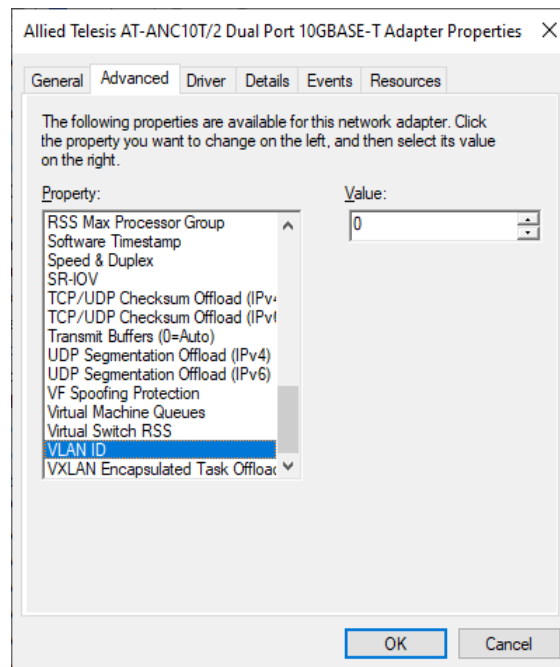 Allied Telesis AT-ANC10T/2 Dual Port 10GBASE-T Adapter Properties
General Advanced Driver Details Events Resources
The following properties are available for this network adapter. Click
the property you want to change on the left, and then select its value
on the right.
Property:
Value:
RSS Max Processor Group
Software Timestamp
Speed & Duplex
SR-IOV
TCP/UDP Checksum Offload (IPv4
TCP/UDP Checksum Offload (IPv6
Transmit Buffers (0=Auto)
UDP Segmentation Offload (IPv4)
UDP Segmentation Offload (IPv6)
VF Spoofing Protection
Virtual Machine Queues
Virtual Switch RSS
VLAN ID
VXLAN Encapsulated Task Offload
0
OK Cancel